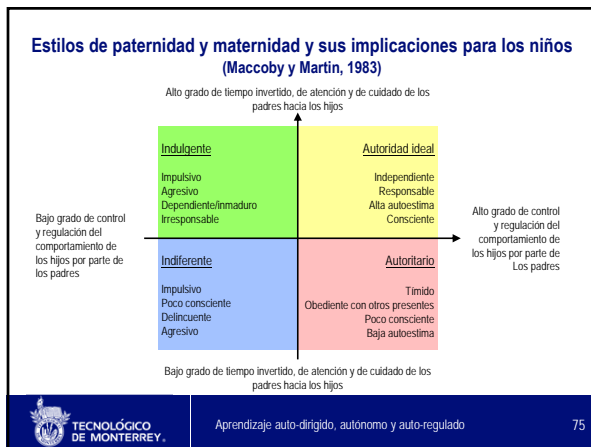 Estilos de paternidad y maternidad y sus implicaciones para los niños
(Maccoby y Martin, 1983)
Alto grado de tiempo invertido, de atención y de cuidado de los
padres hacia los hijos
Indulgente
Impulsivo
Agresivo
Dependiente/inmaduro
Irresponsable
Autoridad ideal
Independiente
Responsable
Alta autoestima
Consciente
Bajo grado de control
y regulación del
comportamiento de
los hijos por parte de
los padres
Alto grado de control
y regulación del
comportamiento de
los hijos por parte de
Los padres
Indiferente
Impulsivo
Poco consciente
Delincuente
Agresivo
Autoritario
Tímido
Obediente con otros presentes
Poco consciente
Baja autoestima
Bajo grado de tiempo invertido, de atención y de cuidado de los
padres hacia los hijos
TECNOLÓGICO
DE MONTERREY.
Aprendizaje auto-dirigido, autónomo y auto-regulado
75